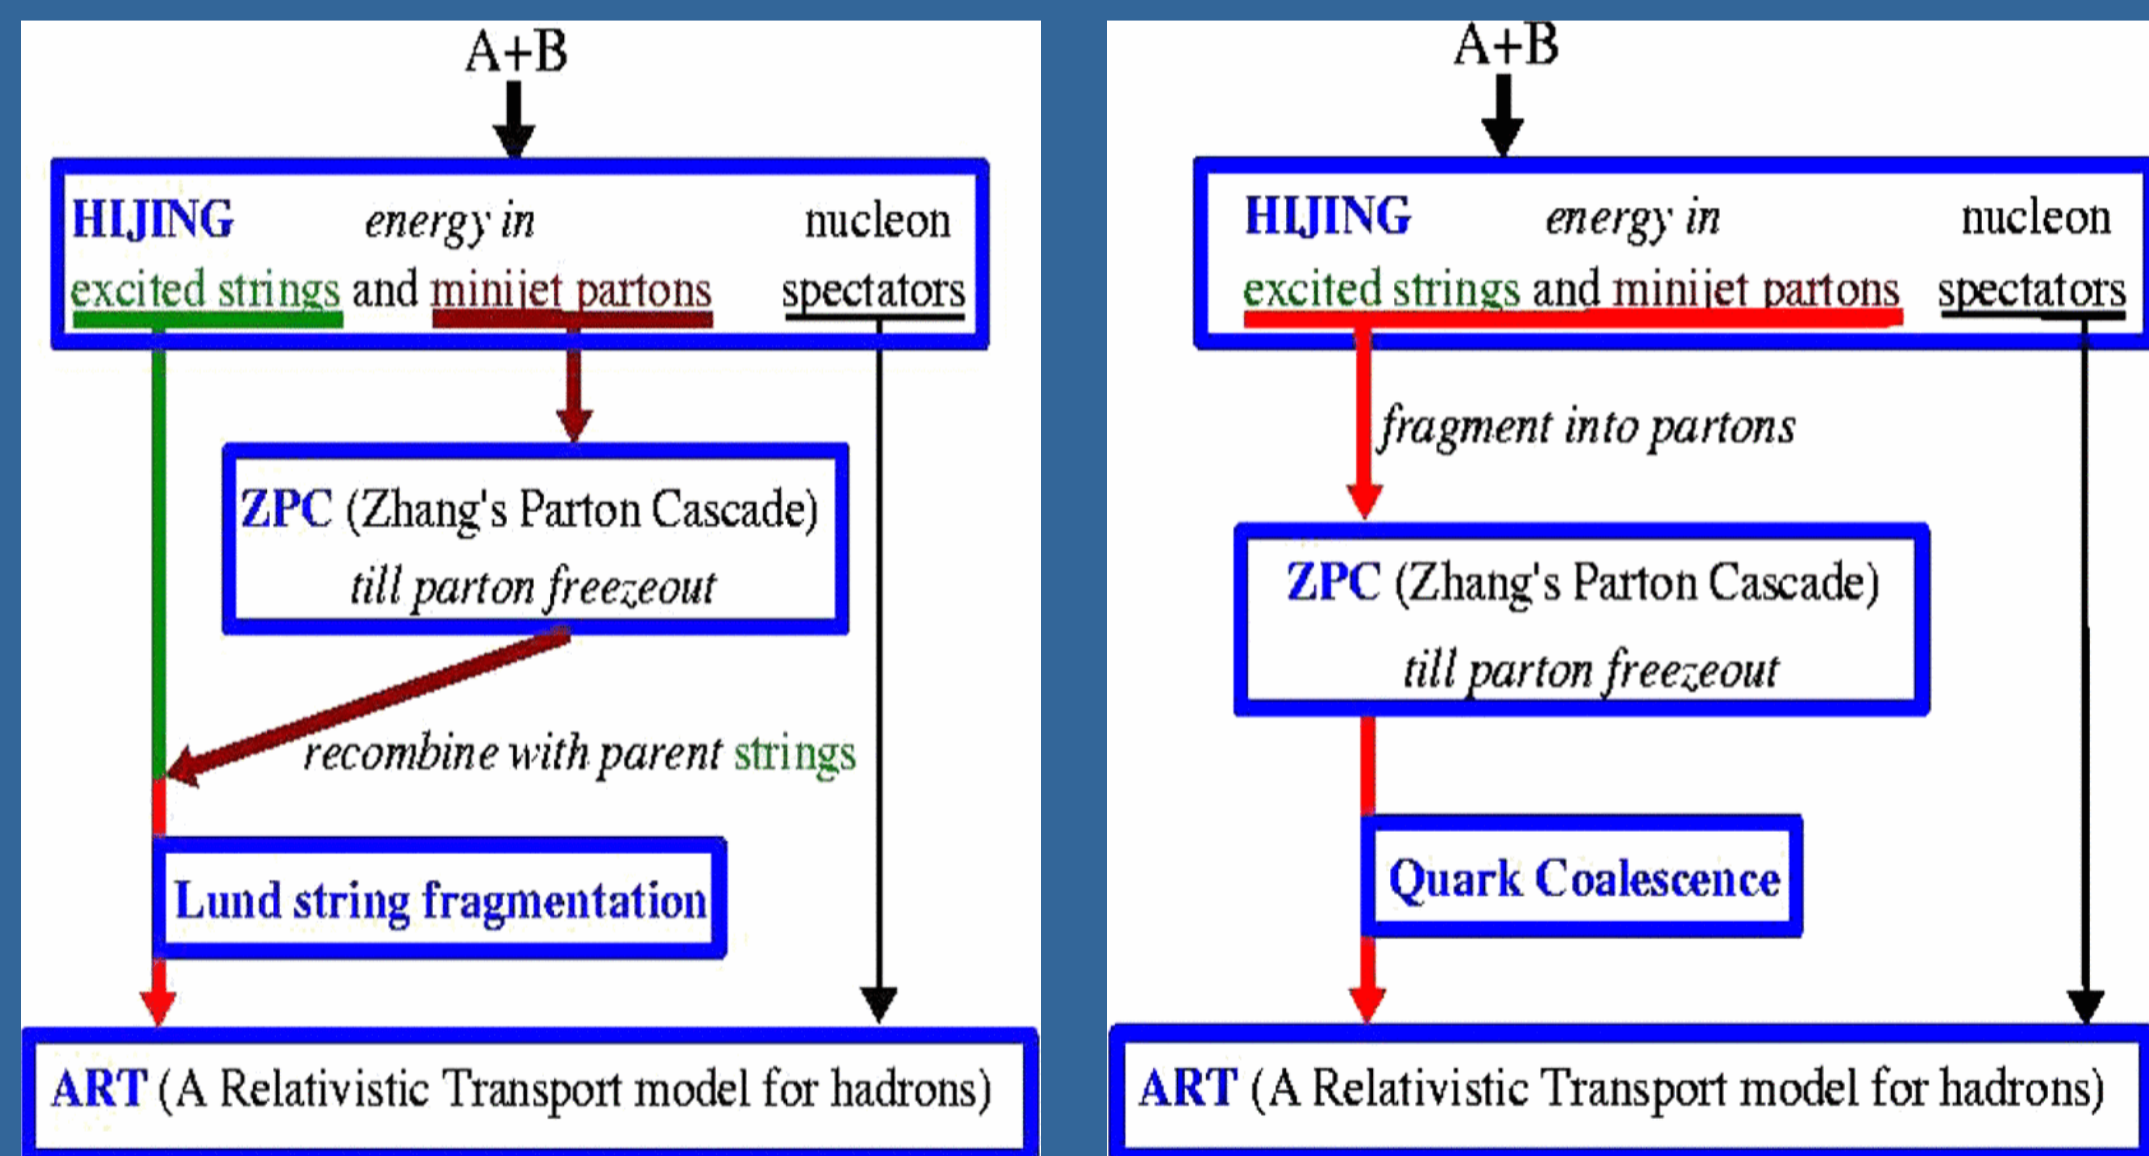 A+B
HIJING energy in nucleon
excited strings and minijet partons spectators
ZPC (Zhang's Parton Cascade)
till parton freezeout
recombine with parent strings
Lund string fragmentation
ART (A Relativistic Transport model for hadrons)
A+B
HIJING energy in nucleon
excited strings and minijet partons spectators
fragment into partons
ZPC (Zhang's Parton Cascade)
till parton freezeout
Quark Coalescence
ART (A Relativistic Transport model for hadrons)